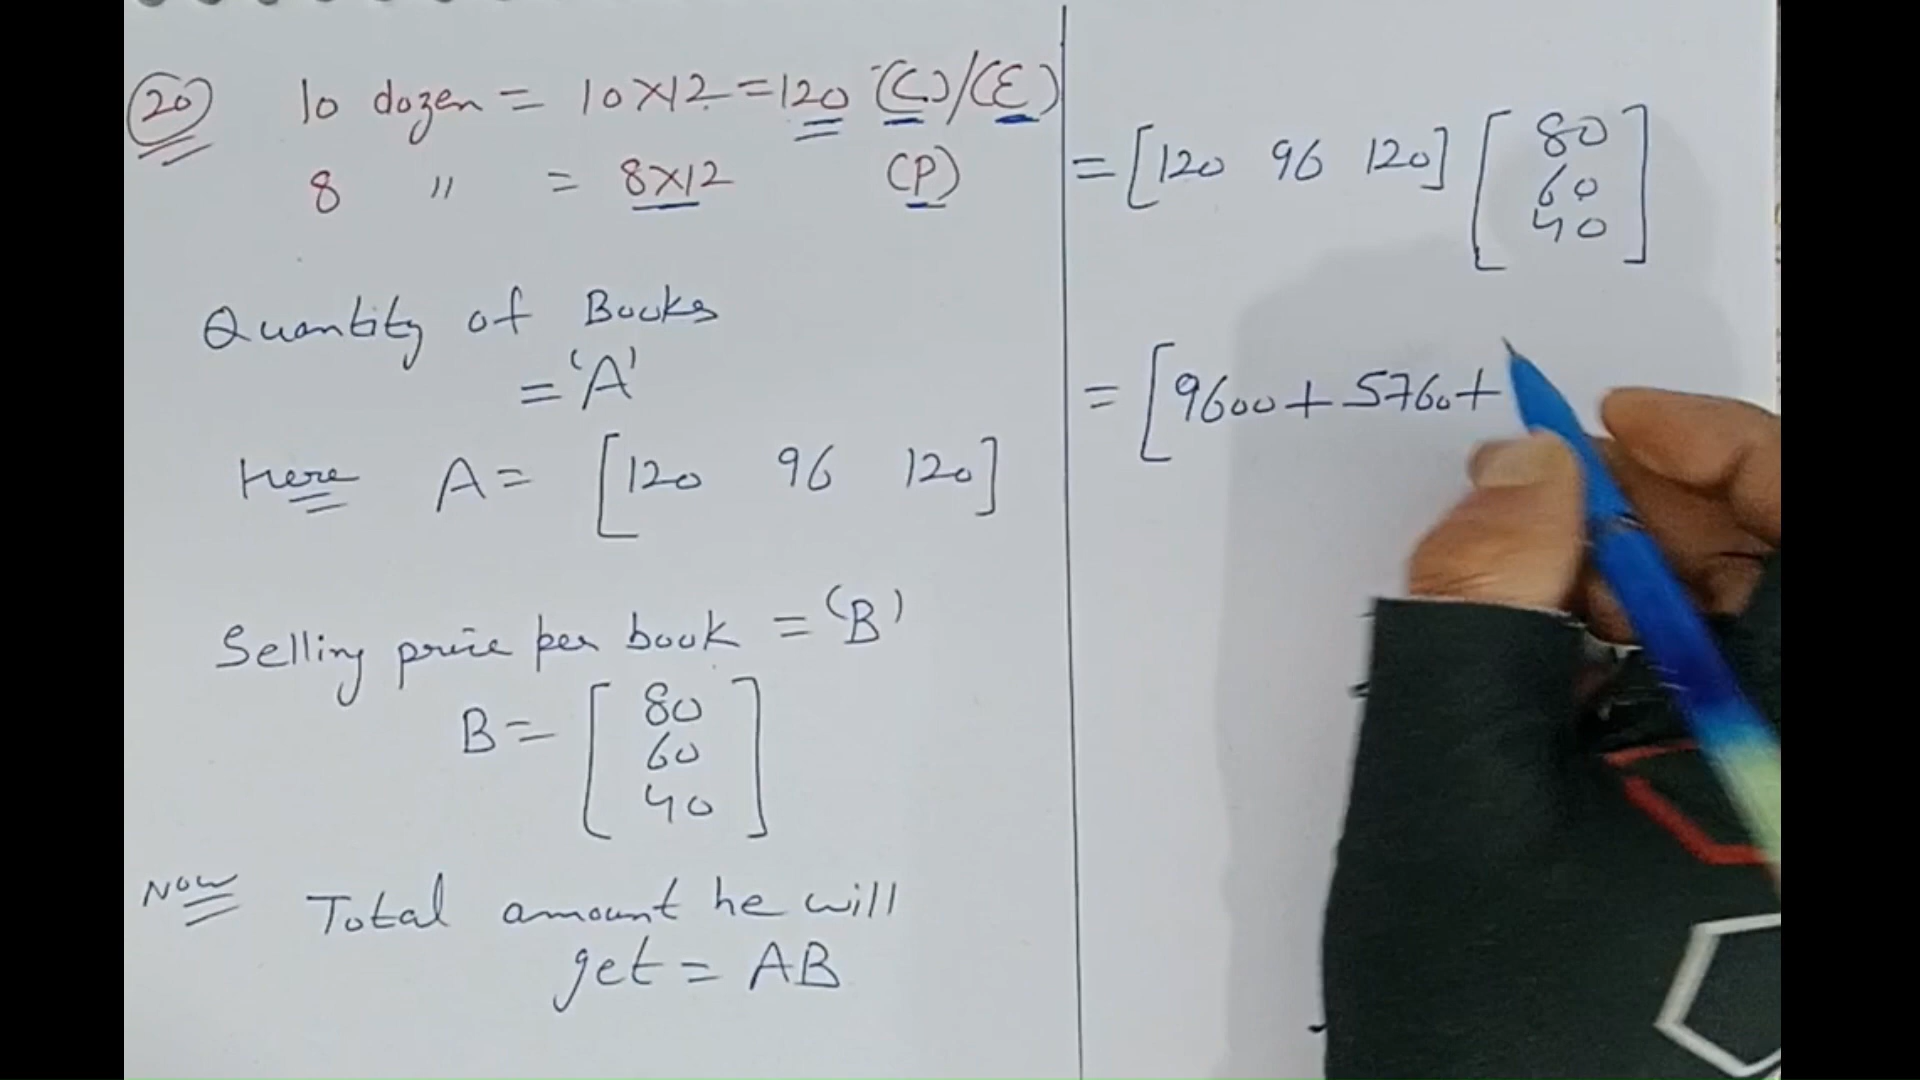 20 10 dozen = 10×12 = 120 (C)/(E)
8 " = 8×12 (P)
Quantity of Books
= 'A'
Here A = [120 96 120]
Selling price per book = 'B'
B = [80
60
40]
Now Total amount he will
get = AB
= [120 96 120] [80
60
40]
= [9600 + 5760 +